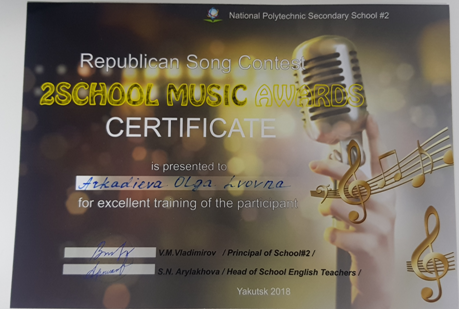 National Polytechnic Secondary School #2
Republican Song Contest
2SCHOOL MUSIC AWARDS
CERTIFICATE
is presented to
Arkadieva Olga Lvovna
for excellent training of the participant
V.M.Vladimirov / Principal of School#2 /
S.N. Arylakhova / Head of School English Teachers /
Yakutsk 2018